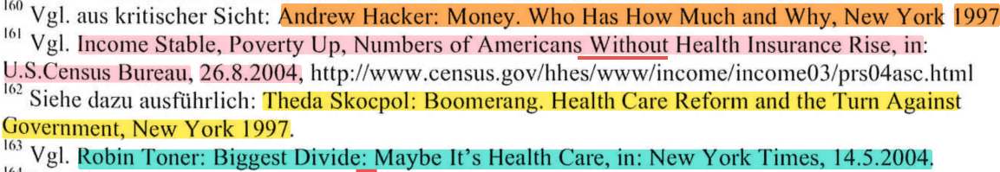 160 Vgl. aus kritischer Sicht: Andrew Hacker: Money. Who Has How Much and Why, New York 1997
161 Vgl. Income Stable, Poverty Up, Numbers of Americans Without Health Insurance Rise, in:
U.S.Census Bureau, 26.8.2004, http://www.census.gov/hhes/www/income/income03/prs04asc.html
162 Siehe dazu ausführlich: Theda Skocpol: Boomerang. Health Care Reform and the Turn Against
Government, New York 1997.
163 Vgl. Robin Toner: Biggest Divide: Maybe It's Health Care, in: New York Times, 14.5.2004.